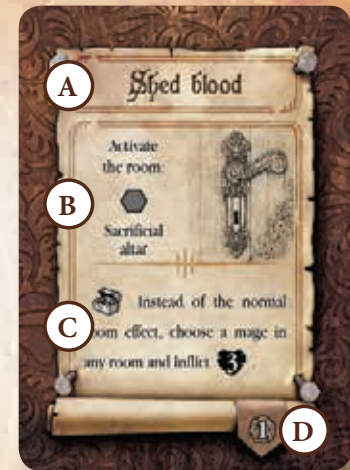 A
Shed blood
Activate
the room:
B
Sacrificial
altar
Instead of the normal
C
room effect, choose a mage in
any room and inflict 3.
1
D